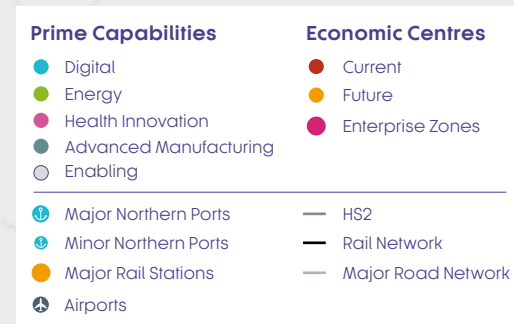 Prime Capabilities
Digital
Energy
Health Innovation
Advanced Manufacturing
Enabling
Economic Centres
Current
Future
Enterprise Zones
Major Northern Ports
Minor Northern Ports
Major Rail Stations
Airports
HS2
Rail Network
Major Road Network